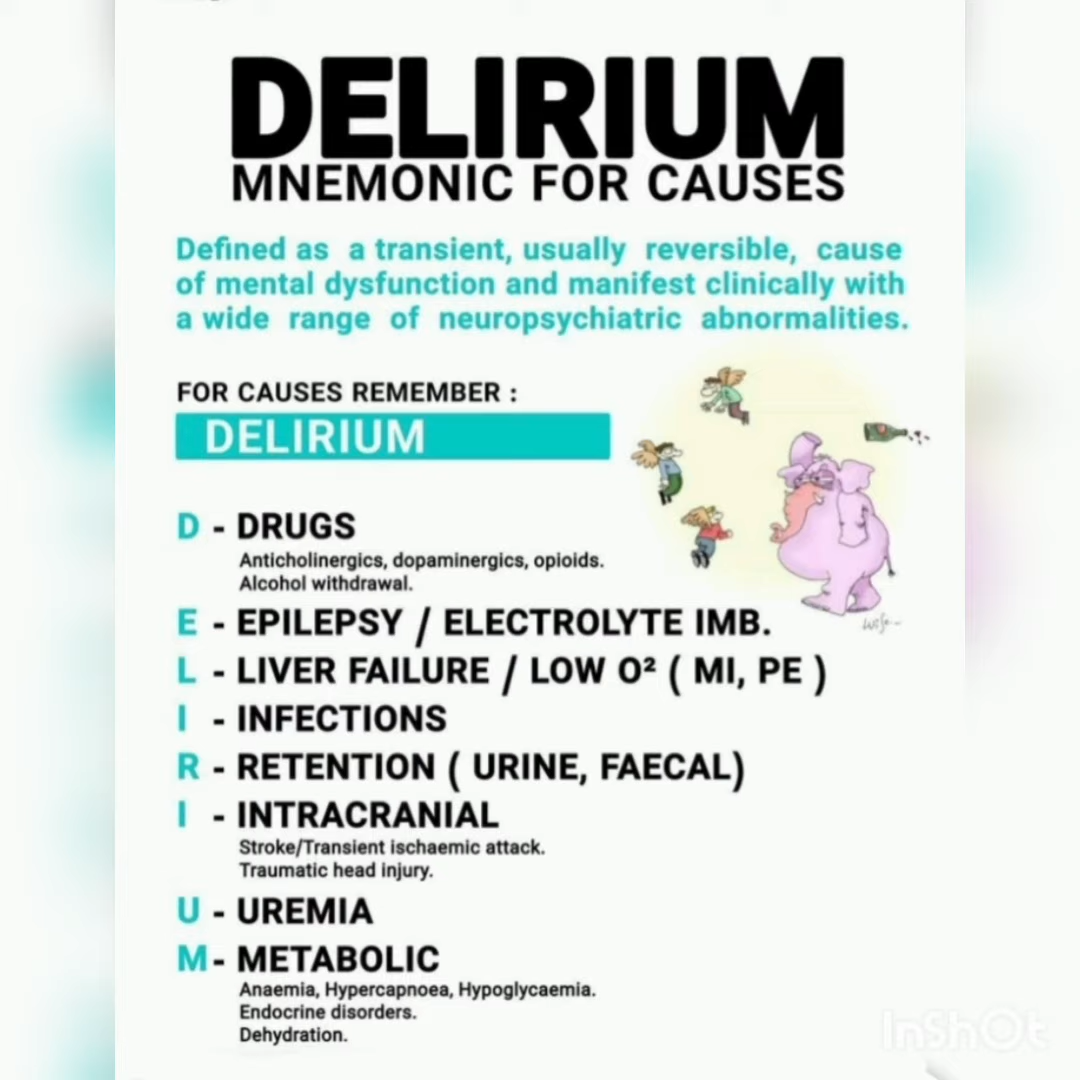 DELIRIUM
MNEMONIC FOR CAUSES
Defined as a transient, usually reversible, cause
of mental dysfunction and manifest clinically with
a wide range of neuropsychiatric abnormalities.
FOR CAUSES REMEMBER :
DELIRIUM
D - DRUGS
Anticholinergics, dopaminergics, opioids.
Alcohol withdrawal.
E - EPILEPSY / ELECTROLYTE IMB.
L - LIVER FAILURE / LOW O² ( MI, PE )
I - INFECTIONS
R - RETENTION ( URINE, FAECAL)
I - INTRACRANIAL
Stroke/Transient ischaemic attack.
Traumatic head injury.
U - UREMIA
M - METABOLIC
Anaemia, Hypercapnoea, Hypoglycaemia.
Endocrine disorders.
Dehydration.
InShOt